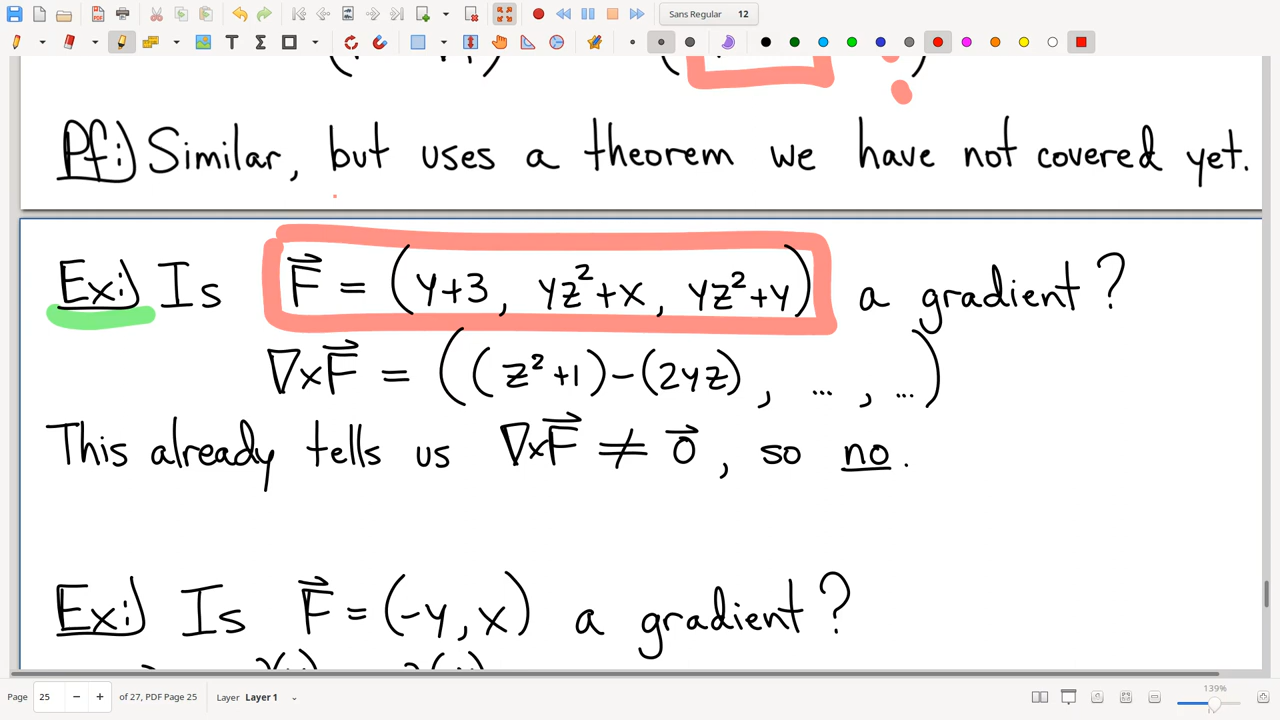 Sans Regular 12
Pf:) Similar, but uses a theorem we have not covered yet.
Ex:) Is F⃗ = (y+3, yz²+x, yz²+y) a gradient?
∇×F⃗ = ((z²+1)-(2yz), ... , ...)
This already tells us ∇×F⃗ ≠ 0⃗, so no.
Ex:) Is F⃗ = (-y, x) a gradient?
Page 25 of 27, PDF Page 25 Layer Layer 1 139%